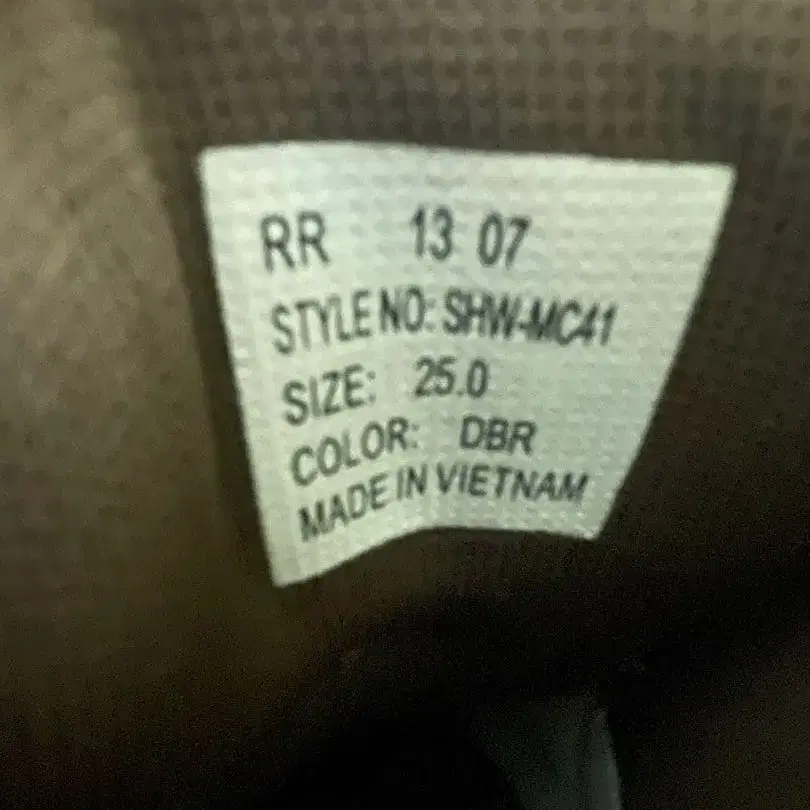 RR 13 07
STYLE NO: SHW-MC41
SIZE: 25.0
COLOR: DBR
MADE IN VIETNAM